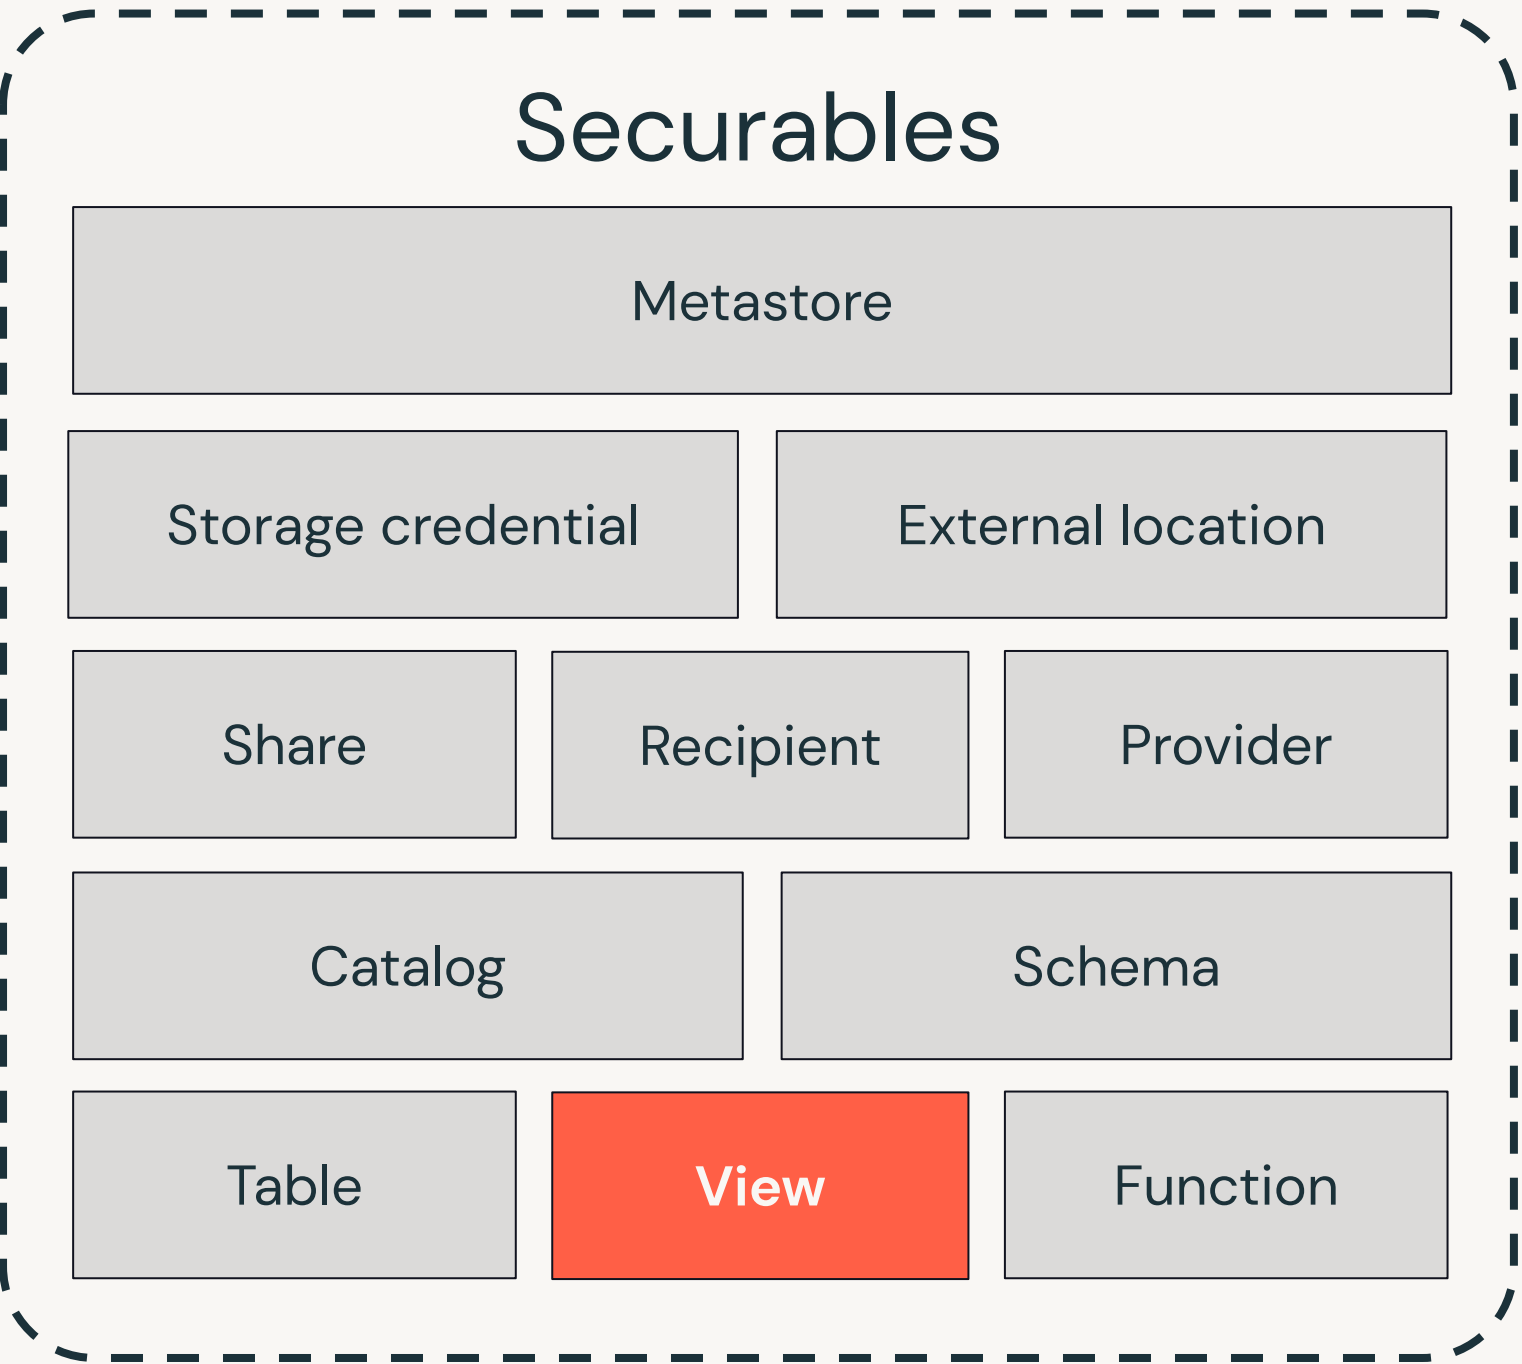 Securables
Metastore
Storage credential
External location
Share
Recipient
Provider
Catalog
Schema
Table
View
Function